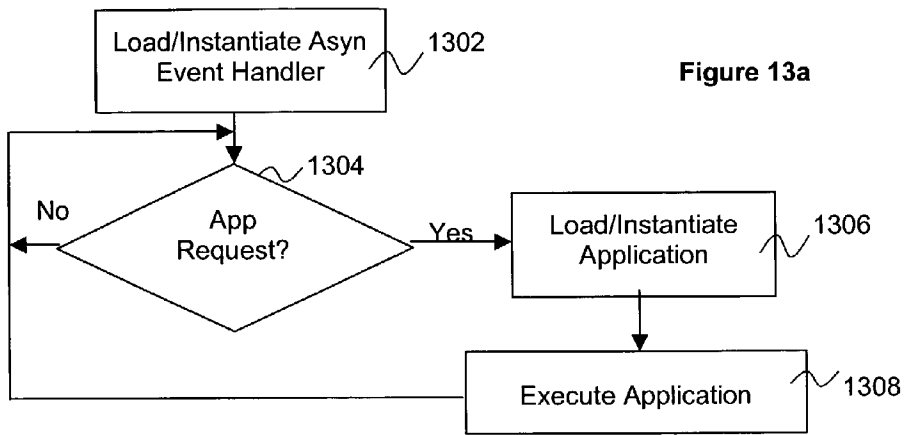 Load/Instantiate Asyn
Event Handler
1302
Figure 13a
1304
No
App
Request?
Yes
Load/Instantiate
Application
1306
Execute Application
1308